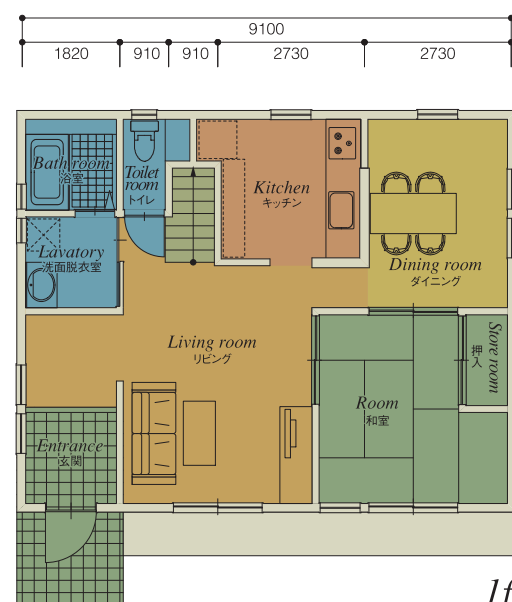 9100
1820 910 910 2730 2730
Bath room
浴室
Toilet
room
トイレ
Kitchen
キッチン
Lavatory
洗面脱衣室
Dining room
ダイニング
Living room
リビング
Store room
押入
Room
和室
Entrance
玄関
1f